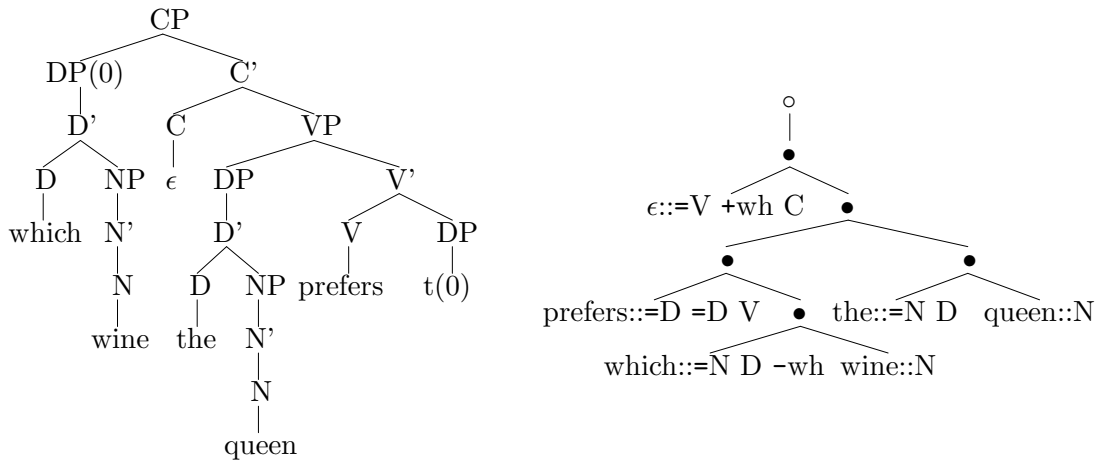 CP
DP(0) C'
D' C VP
D NP ϵ DP V'
which N' D' V DP
N D NP prefers t(0)
wine the N'
N
queen
∘
•
ϵ::=V +wh C •
• •
prefers::=D =D V • the::=N D queen::N
which::=N D -wh wine::N